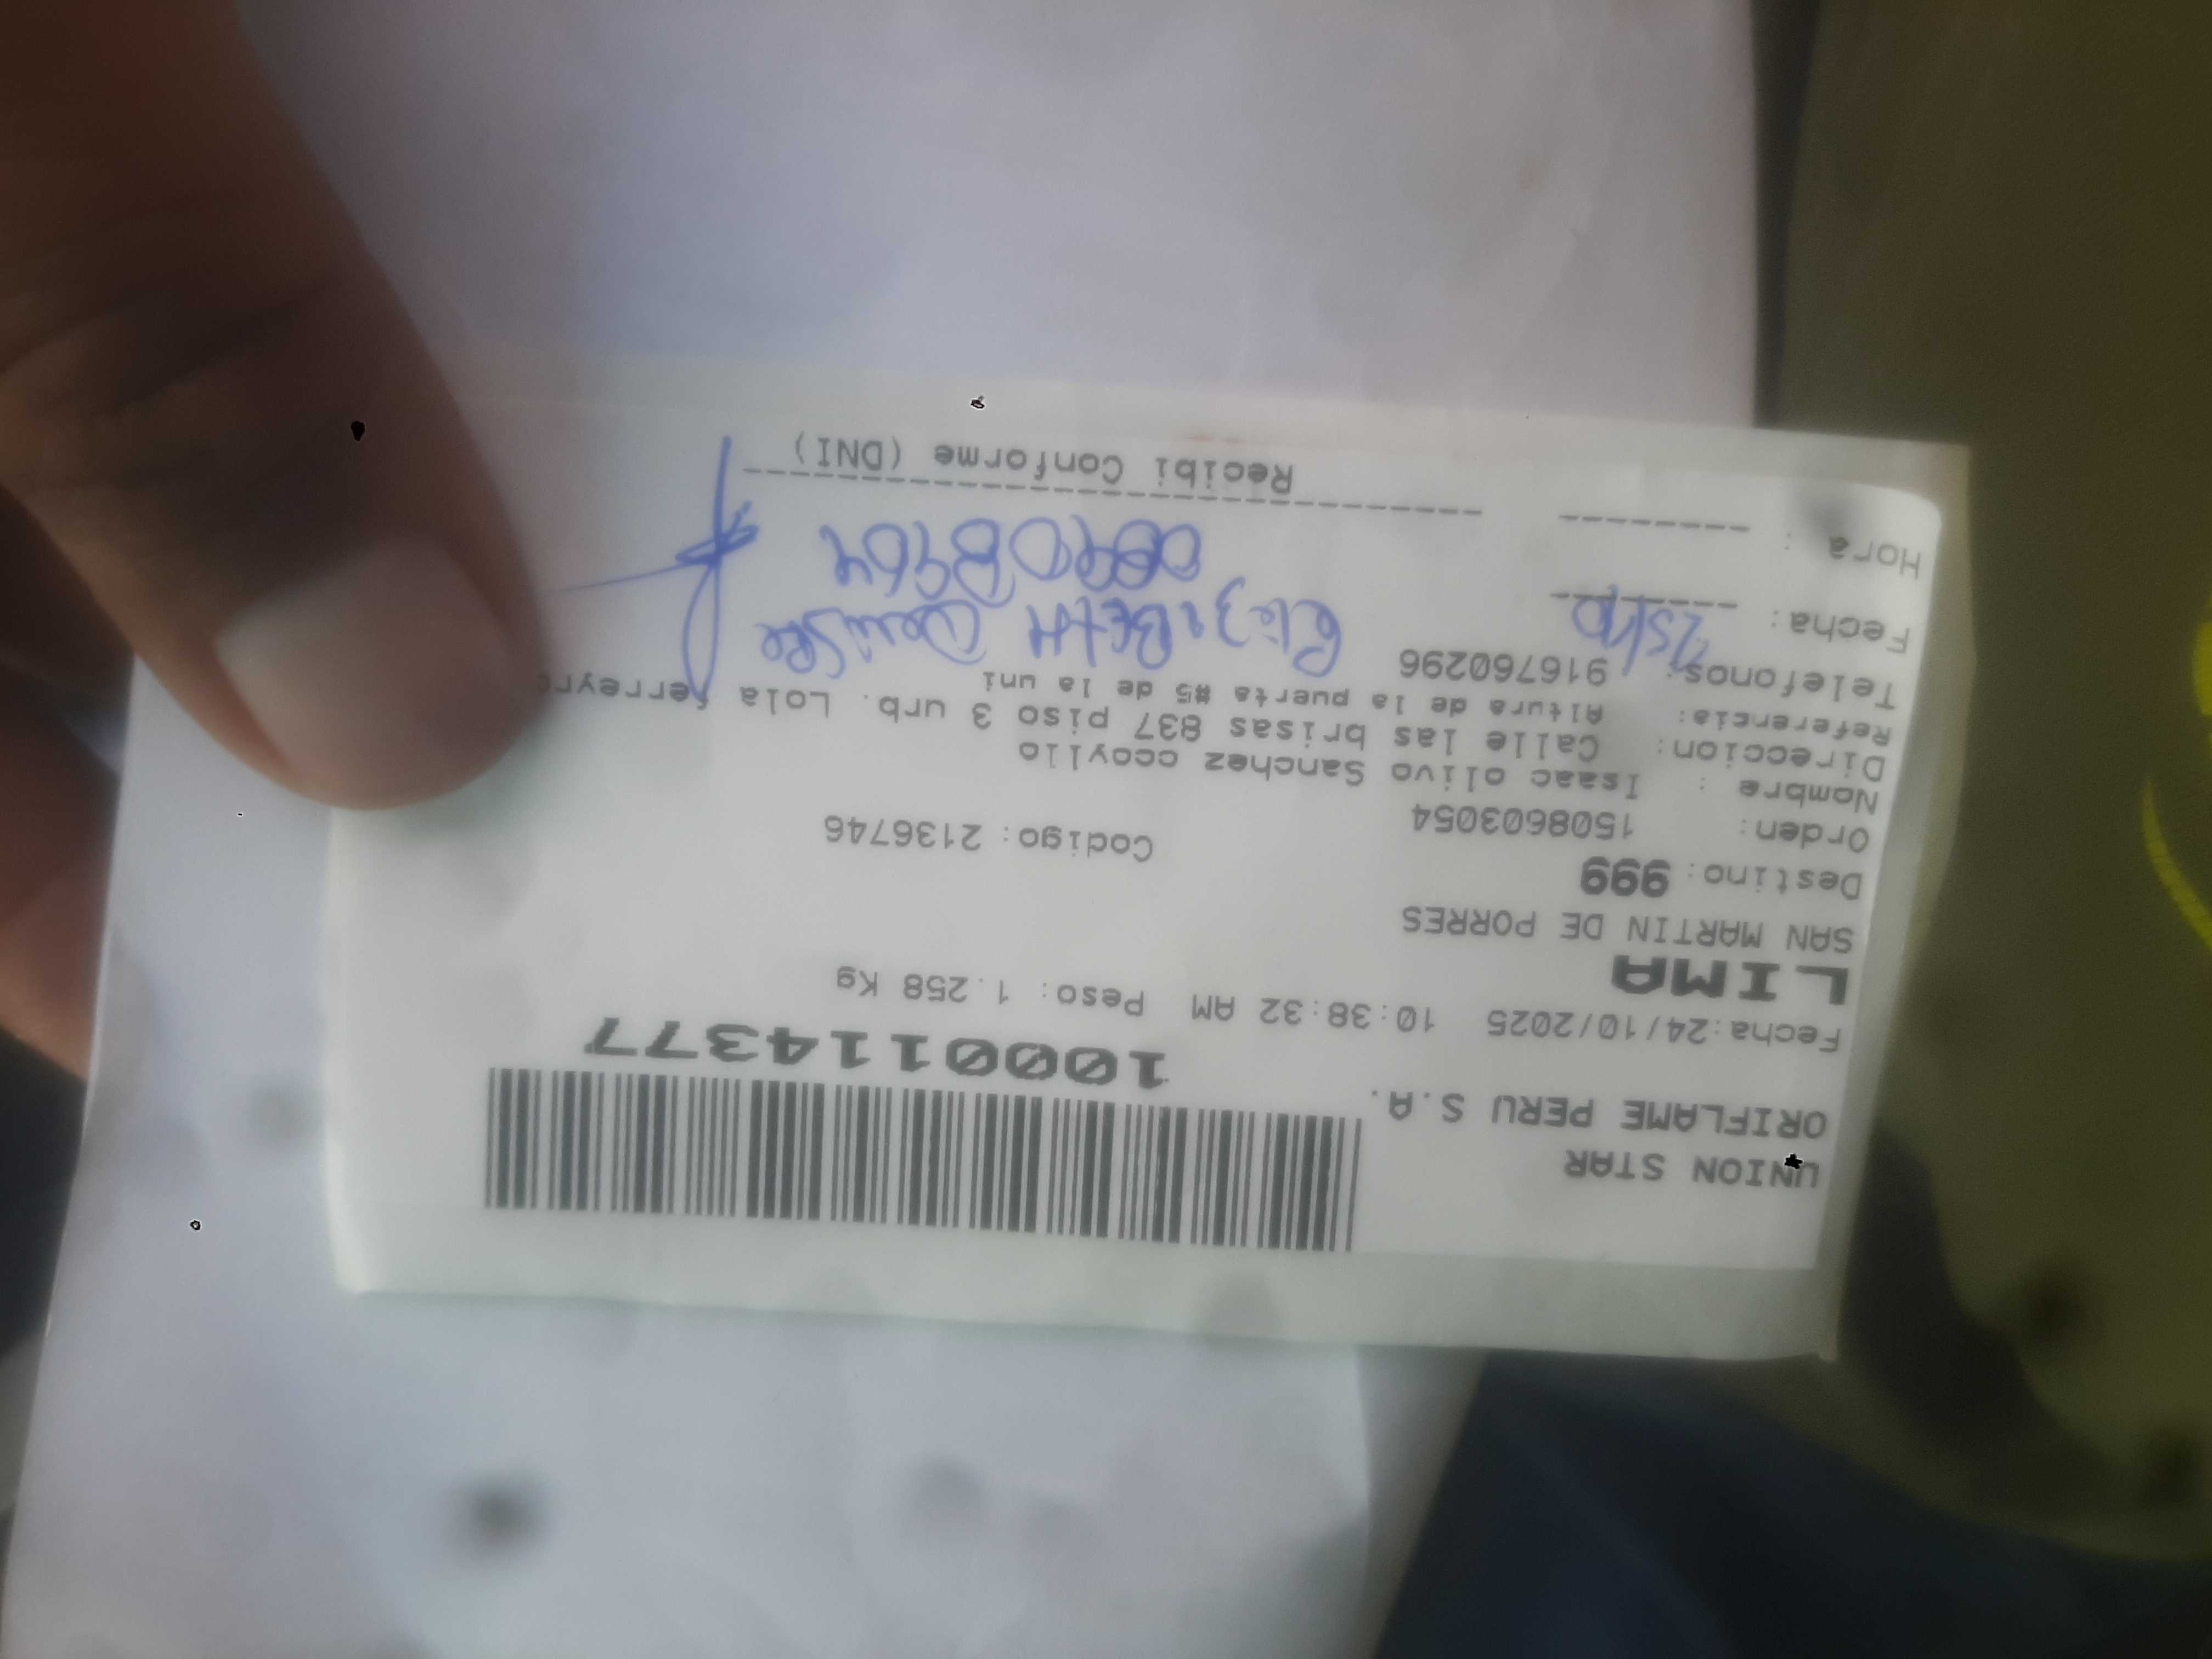 UNION STAR
ORIFLAME PERU S.A.
1000114377
Fecha:24/10/2025 10:38:32 AM Peso: 1.258 Kg
LIMA
SAN MARTIN DE PORRES
Destino: 999
Orden: 1508603054 Codigo: 2136746
Nombre : Isaac olivo Sanchez ccoyllo
Direccion: Calle las brisas 837 piso 3 urb. Lola ferreyro
Referencia: Altura de la puerta #5 de la uni
Telefonos: 916760296
Fecha: 25/10
Hora :
Recibi Conforme (DNI)